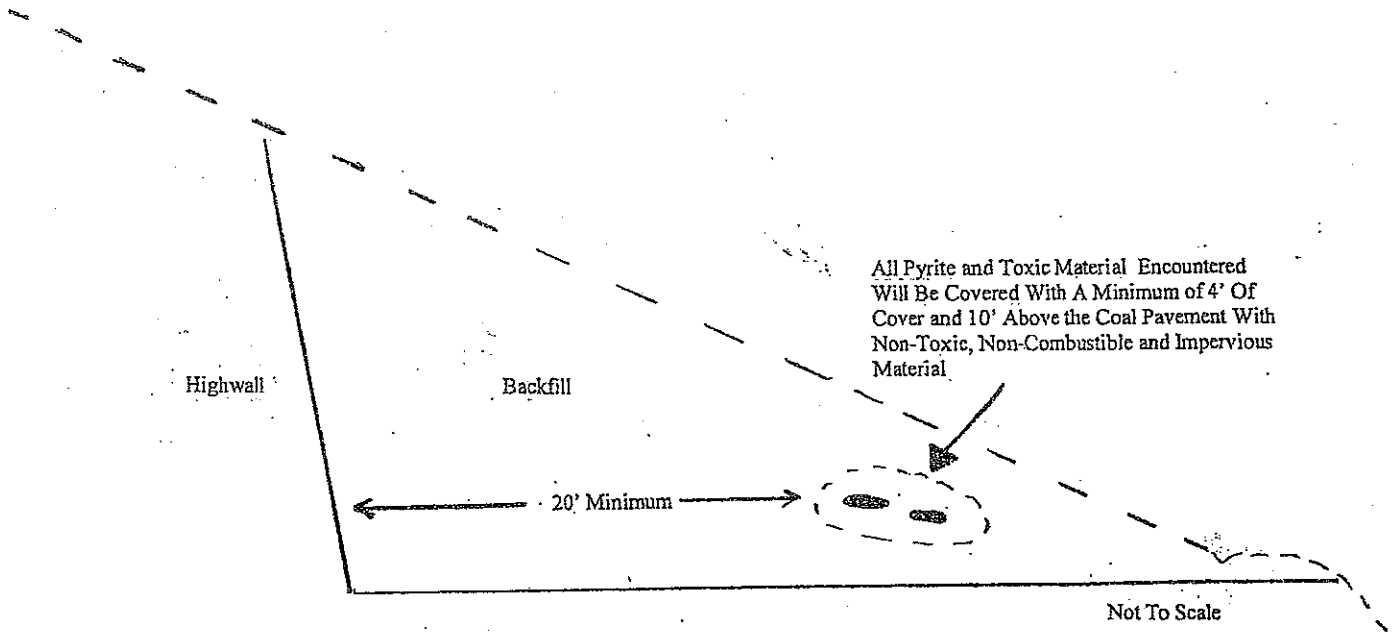 All Pyrite and Toxic Material Encountered
Will Be Covered With A Minimum of 4' Of
Cover and 10' Above the Coal Pavement With
Non-Toxic, Non-Combustible and Impervious
Material
Highwall
Backfill
20' Minimum
Not To Scale